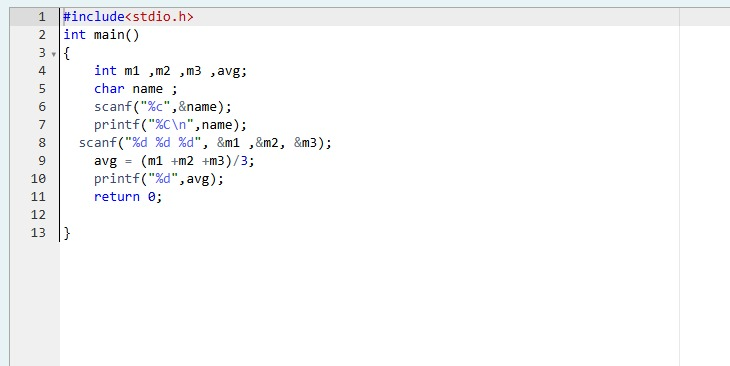 1 #include<stdio.h>
2 int main()
3 {
4     int m1 ,m2 ,m3 ,avg;
5     char name ;
6     scanf("%c",&name);
7     printf("%C\n",name);
8   scanf("%d %d %d", &m1 ,&m2, &m3);
9     avg = (m1 +m2 +m3)/3;
10     printf("%d",avg);
11     return 0;
12
13 }